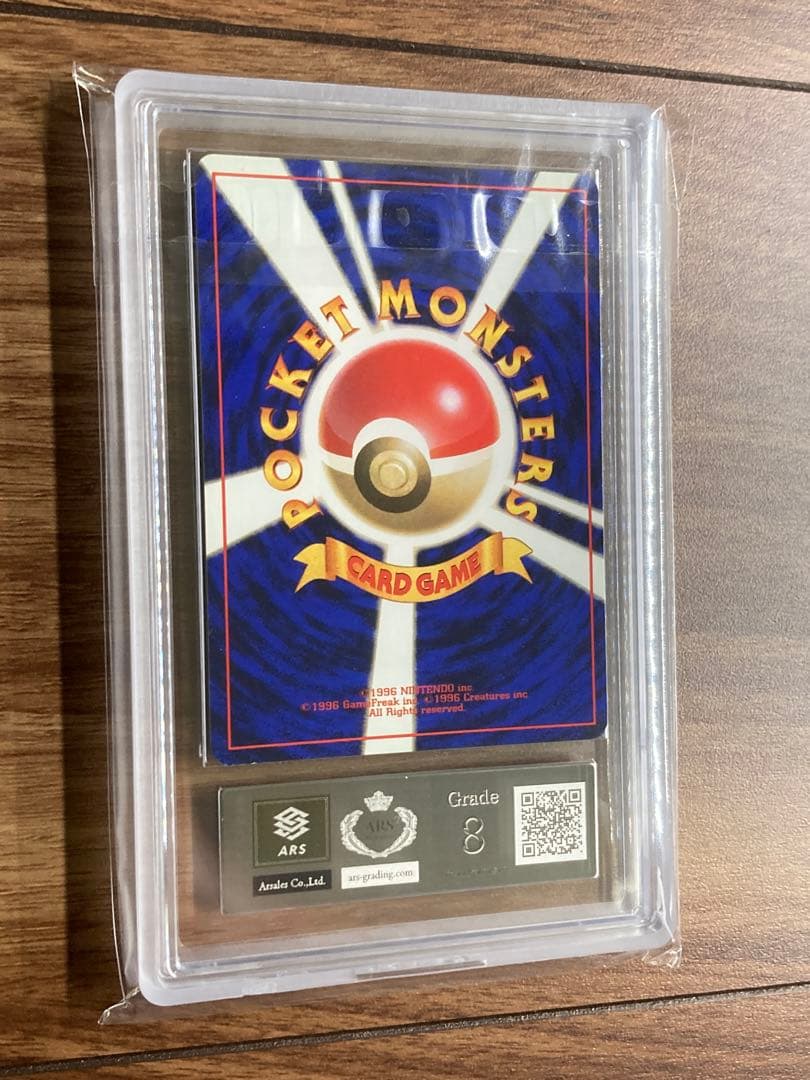 POCKET MONSTERS
CARD GAME
©1996 NINTENDO inc.
©1996 GameFreak inc. ©1996 Creatures inc.
All Rights reserved.
ARS
ARS
Grade
8
Arsales Co.,Ltd.
ars-grading.com